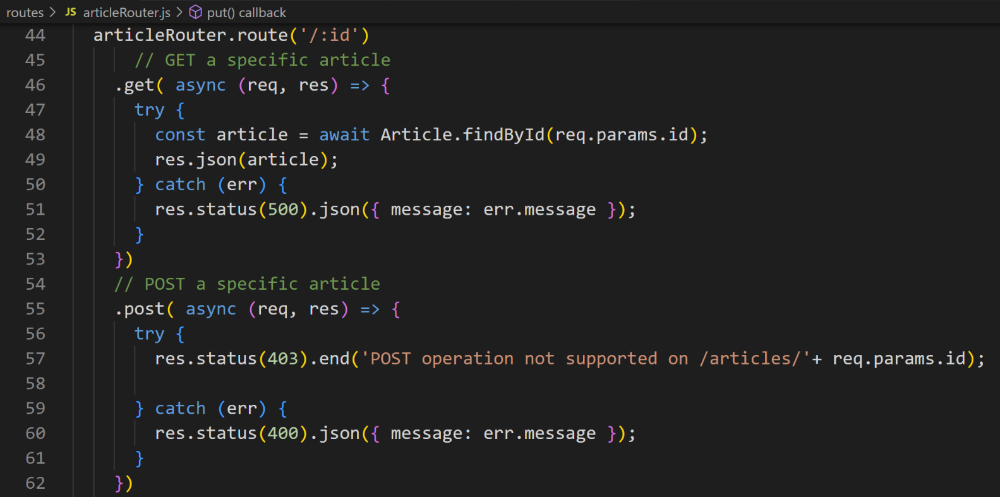 routes > JS articleRouter.js > put() callback
44 articleRouter.route('/:id')
45 // GET a specific article
46 .get( async (req, res) => {
47 try {
48 const article = await Article.findById(req.params.id);
49 res.json(article);
50 } catch (err) {
51 res.status(500).json({ message: err.message });
52 }
53 })
54 // POST a specific article
55 .post( async (req, res) => {
56 try {
57 res.status(403).end('POST operation not supported on /articles/'+ req.params.id);
58
59 } catch (err) {
60 res.status(400).json({ message: err.message });
61 }
62 })